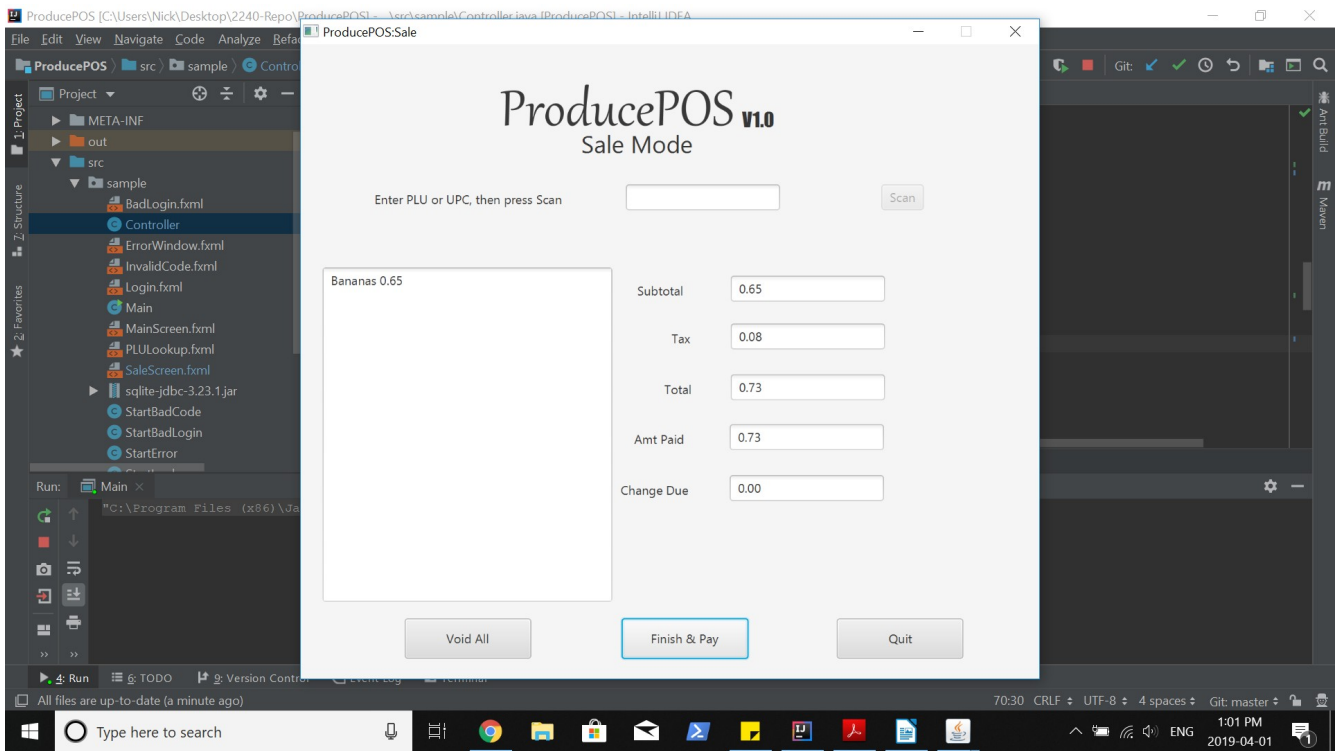 ProducePOS [C:\Users\Nick\Desktop\2240-Repo\ProducePOS] - ...\src\sample\Controller.java [ProducePOS] - IntelliJ IDEA
File Edit View Navigate Code Analyze Refa
ProducePOS src sample Contro
Git:
Project
META-INF
out
src
sample
BadLogin.fxml
Controller
ErrorWindow.fxml
InvalidCode.fxml
Login.fxml
Main
MainScreen.fxml
PLULookup.fxml
SaleScreen.fxml
sqlite-jdbc-3.23.1.jar
StartBadCode
StartBadLogin
StartError
1: Project
7: Structure
2: Favorites
Ant Build
m Maven
ProducePOS:Sale
ProducePOS V1.0
Sale Mode
Enter PLU or UPC, then press Scan
Scan
Bananas 0.65
Subtotal 0.65
Tax 0.08
Total 0.73
Amt Paid 0.73
Change Due 0.00
Void All Finish & Pay Quit
Run: Main
"C:\Program Files (x86)\Ja
4: Run 6: TODO 9: Version Contro Event Log Terminal
All files are up-to-date (a minute ago)
70:30 CRLF UTF-8 4 spaces Git: master
Type here to search
ENG
1:01 PM
2019-04-01
1